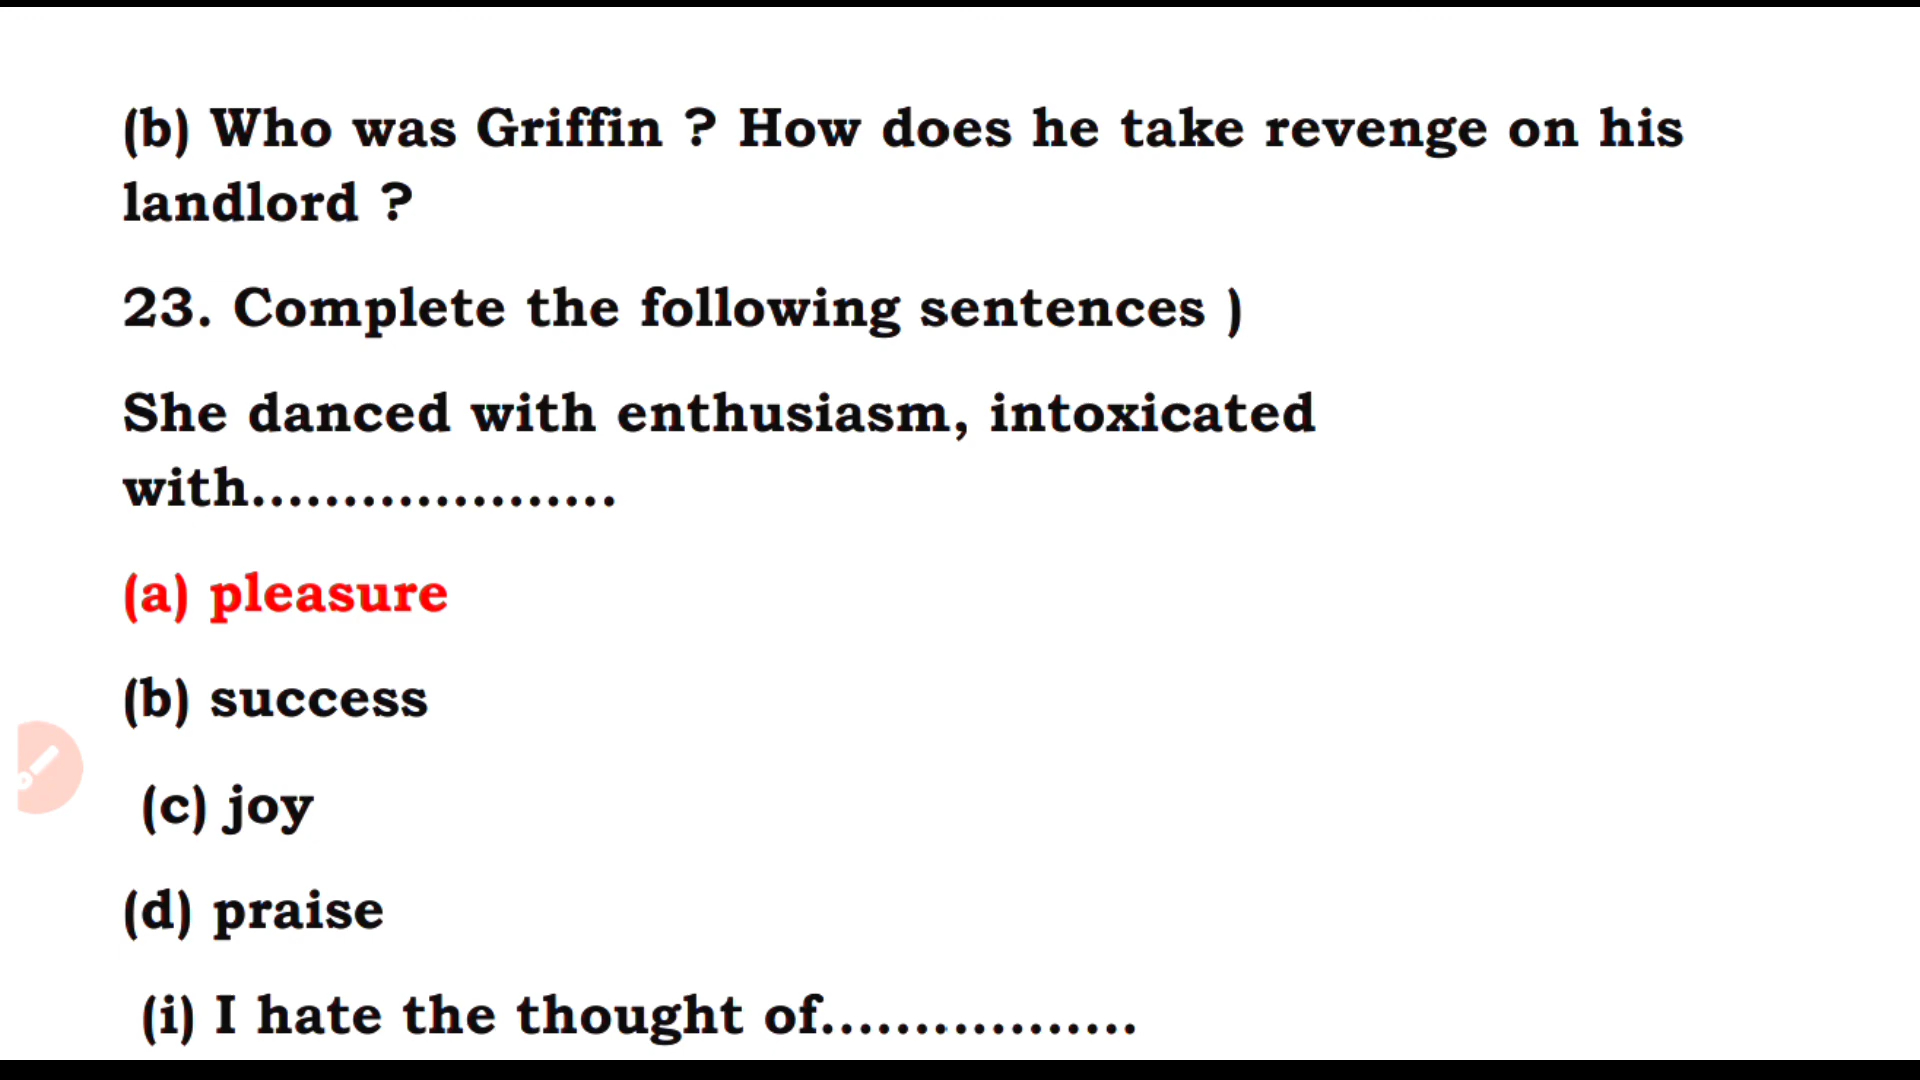 (b) Who was Griffin ? How does he take revenge on his
landlord ?
23. Complete the following sentences )
She danced with enthusiasm, intoxicated
with....................
(a) pleasure
(b) success
(c) joy
(d) praise
(i) I hate the thought of.................